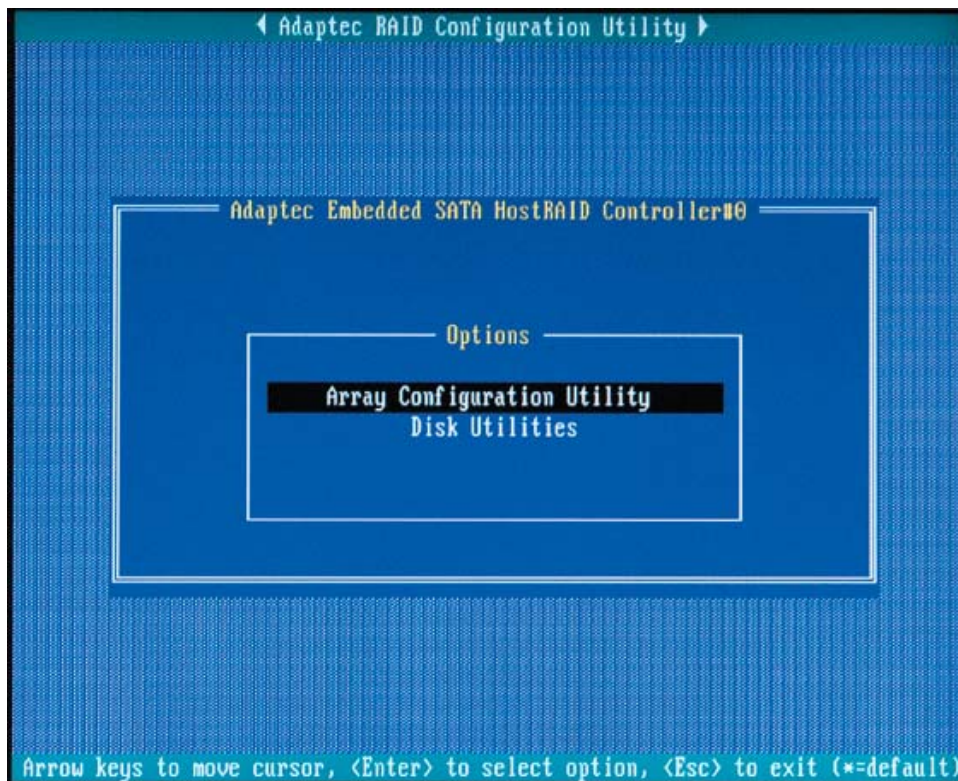 Adaptec RAID Configuration Utility
Adaptec Embedded SATA HostRAID Controller#0
Options
Array Configuration Utility
Disk Utilities
Arrow keys to move cursor, <Enter> to select option, <Esc> to exit (*=default)